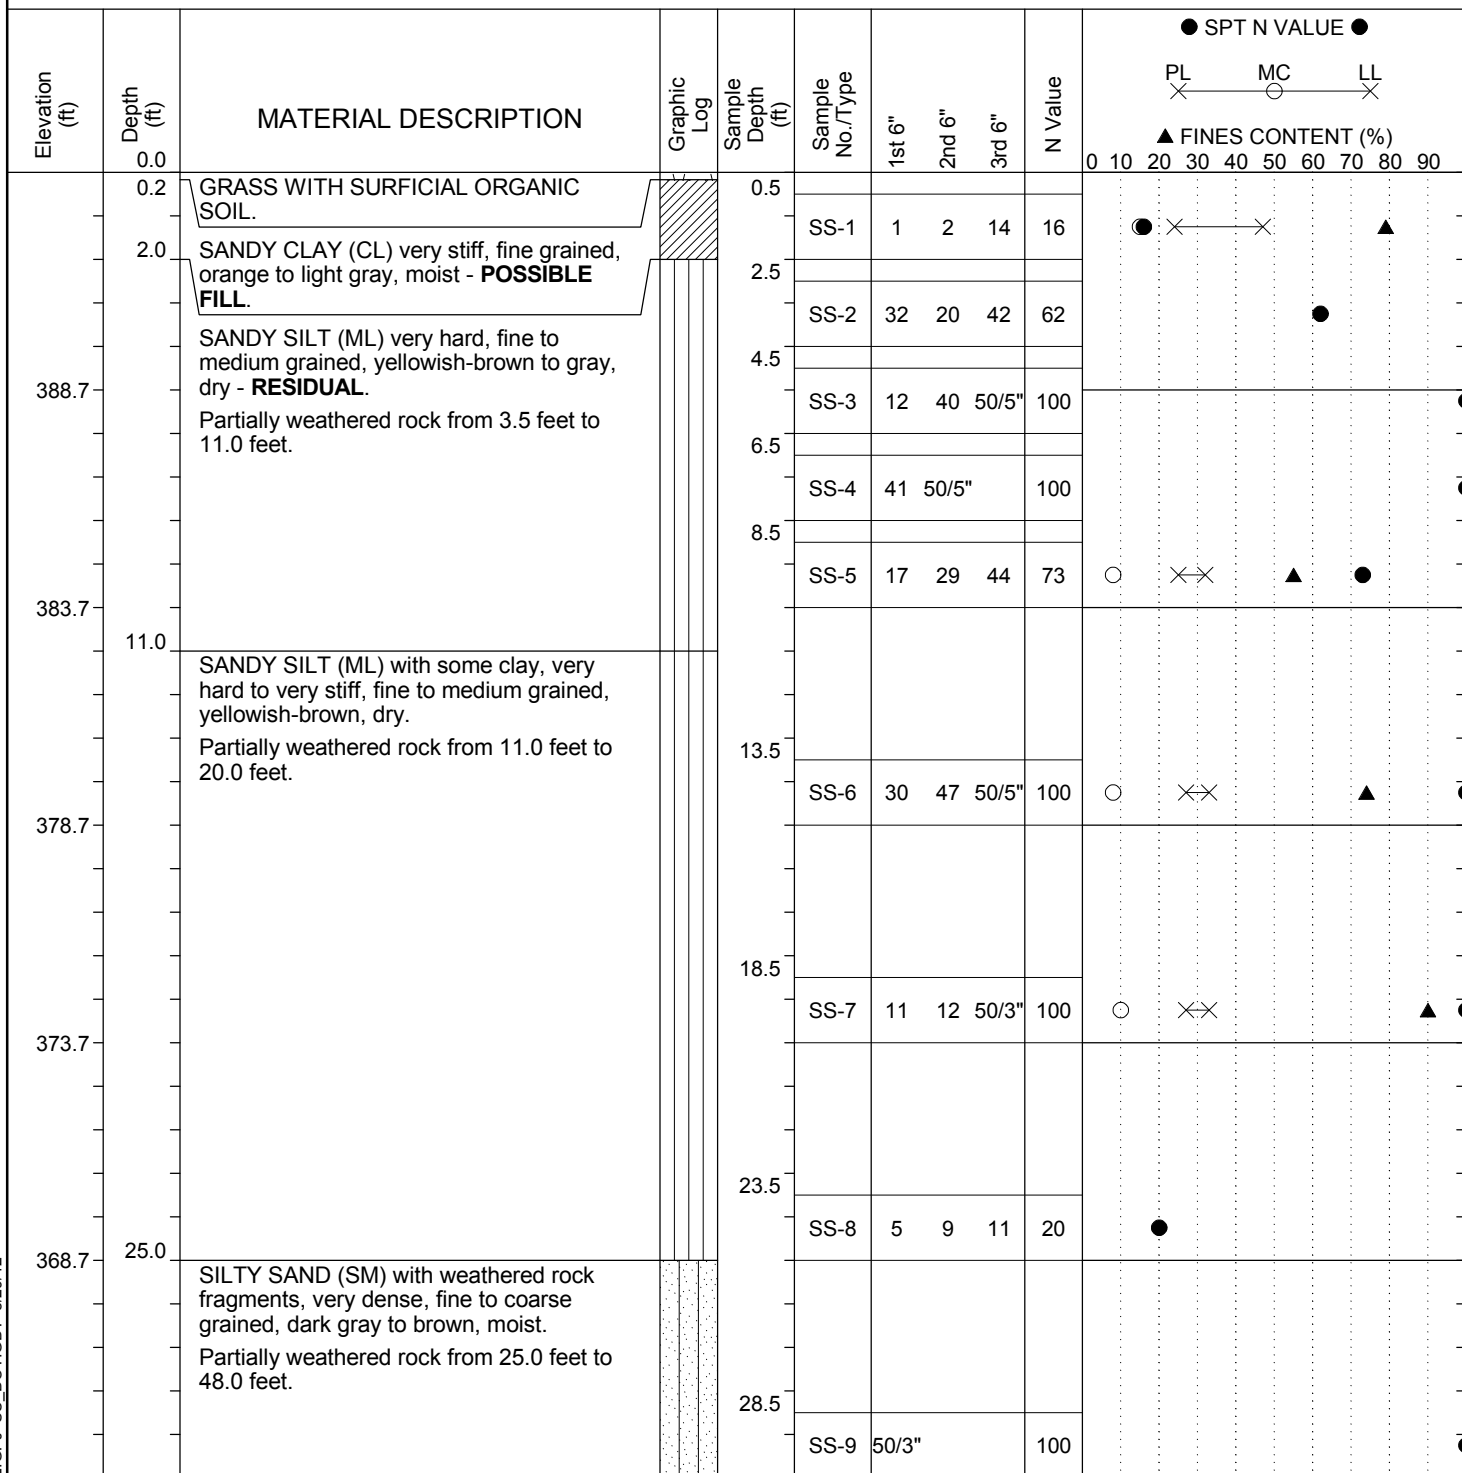 ● SPT N VALUE ●
PL MC LL
▲ FINES CONTENT (%)
Elevation (ft)
Depth (ft)
MATERIAL DESCRIPTION
Graphic Log
Sample Depth (ft)
Sample No./Type
1st 6"
2nd 6"
3rd 6"
N Value
0.0
0 10 20 30 40 50 60 70 80 90
0.2 GRASS WITH SURFICIAL ORGANIC 0.5
SOIL.
SS-1 1 2 14 16
2.0 SANDY CLAY (CL) very stiff, fine grained,
orange to light gray, moist - POSSIBLE 2.5
FILL.
SS-2 32 20 42 62
SANDY SILT (ML) very hard, fine to
medium grained, yellowish-brown to gray, 4.5
388.7 dry - RESIDUAL.
SS-3 12 40 50/5" 100
Partially weathered rock from 3.5 feet to
11.0 feet. 6.5
SS-4 41 50/5" 100
8.5
SS-5 17 29 44 73
383.7
11.0
SANDY SILT (ML) with some clay, very
hard to very stiff, fine to medium grained,
yellowish-brown, dry.
Partially weathered rock from 11.0 feet to 13.5
20.0 feet.
SS-6 30 47 50/5" 100
378.7
18.5
SS-7 11 12 50/3" 100
373.7
23.5
SS-8 5 9 11 20
368.7 25.0
SILTY SAND (SM) with weathered rock
fragments, very dense, fine to coarse
grained, dark gray to brown, moist.
Partially weathered rock from 25.0 feet to
48.0 feet.
28.5
SS-9 50/3" 100